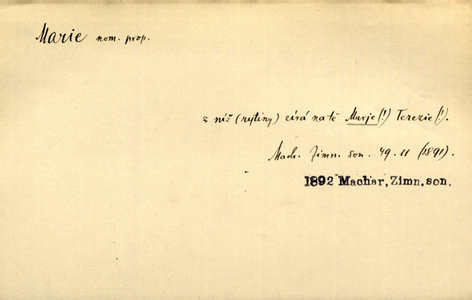 Marie nom. prop.
z níž (rytiny) zírá na tě Marje(!) Terezie(!).
Mach. Zimn. son. 49. 11 (1891).
1892 Machar, Zimn. son.